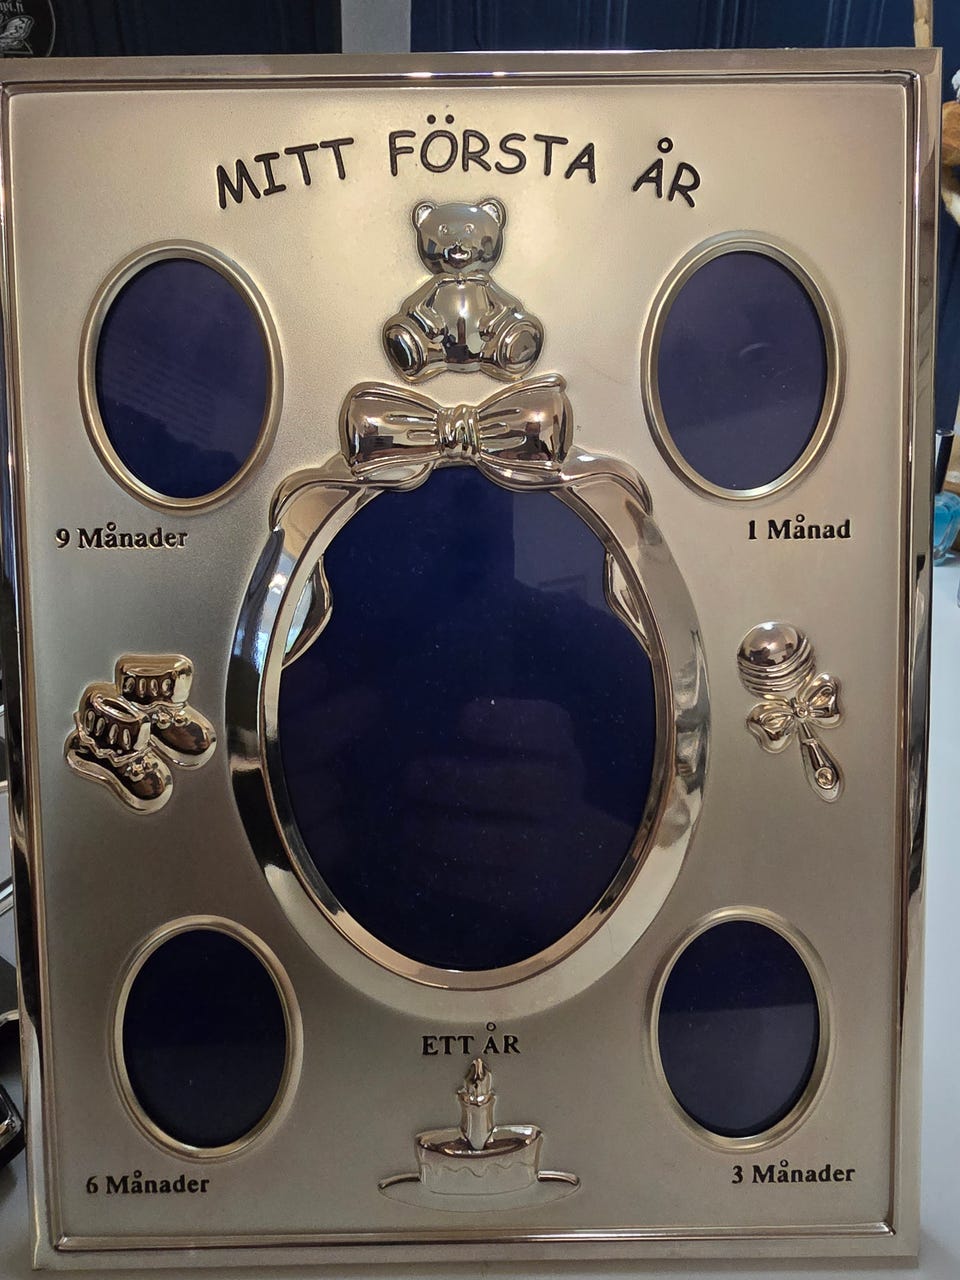 MITT FÖRSTA ÅR
9 Månader
1 Månad
ETT ÅR
6 Månader
3 Månader